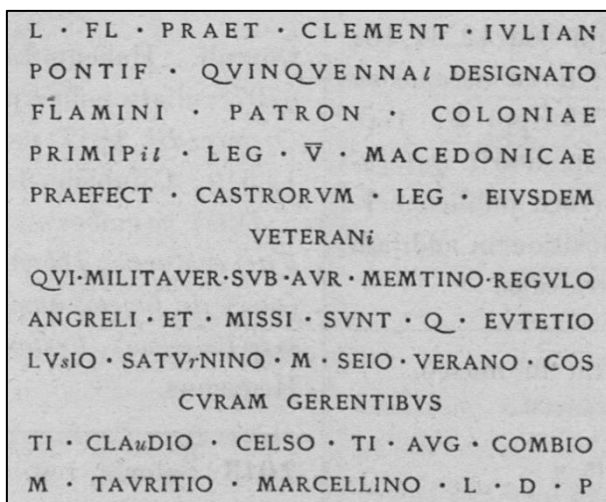 L · FL · PRAET · CLEMENT · IVLIAN
PONTIF · QVINQVENNAl DESIGNATO
FLAMINI · PATRON · COLONIAE
PRIMIPil · LEG · V̅ · MACEDONICAE
PRAEFECT · CASTRORVM · LEG · EIVSDEM
VETERANi
QVI·MILITAVER·SVB·AVR·MEMTINO·REGVLO
ANGRELI · ET · MISSI · SVNT · Q · EVTETIO
LVsIO · SATVrNINO · M · SEIO · VERANO · COS
CVRAM GERENTIBVS
TI · CLAuDIO · CELSO · TI · AVG · COMBIO
M · TAVRITIO · MARCELLINO · L · D · P